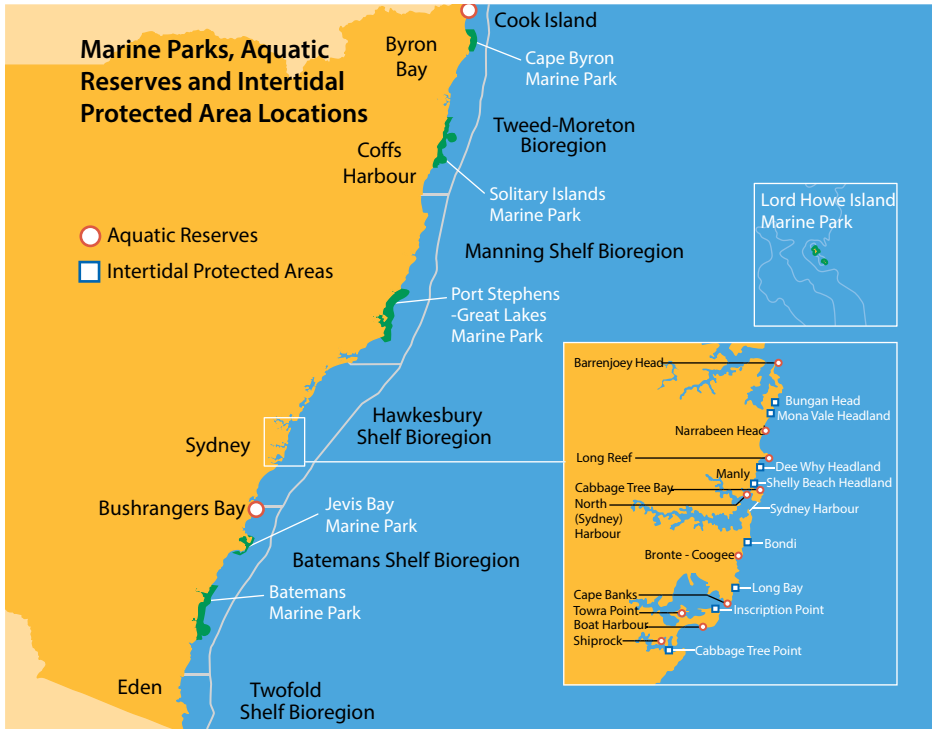 Marine Parks, Aquatic
Reserves and Intertidal
Protected Area Locations
Cook Island
Byron
Bay
Cape Byron
Marine Park
Tweed-Moreton
Bioregion
Coffs
Harbour
Solitary Islands
Marine Park
Lord Howe Island
Marine Park
Aquatic Reserves
Intertidal Protected Areas
Manning Shelf Bioregion
Port Stephens
-Great Lakes
Marine Park
Hawkesbury
Shelf Bioregion
Sydney
Bushrangers Bay
Jevis Bay
Marine Park
Batemans Shelf Bioregion
Batemans
Marine Park
Eden
Twofold
Shelf Bioregion
Barrenjoey Head
Bungan Head
Mona Vale Headland
Narrabeen Head
Long Reef
Dee Why Headland
Manly
Shelly Beach Headland
Cabbage Tree Bay
North
(Sydney)
Harbour
Sydney Harbour
Bondi
Bronte - Coogee
Long Bay
Cape Banks
Inscription Point
Towra Point
Boat Harbour
Shiprock
Cabbage Tree Point